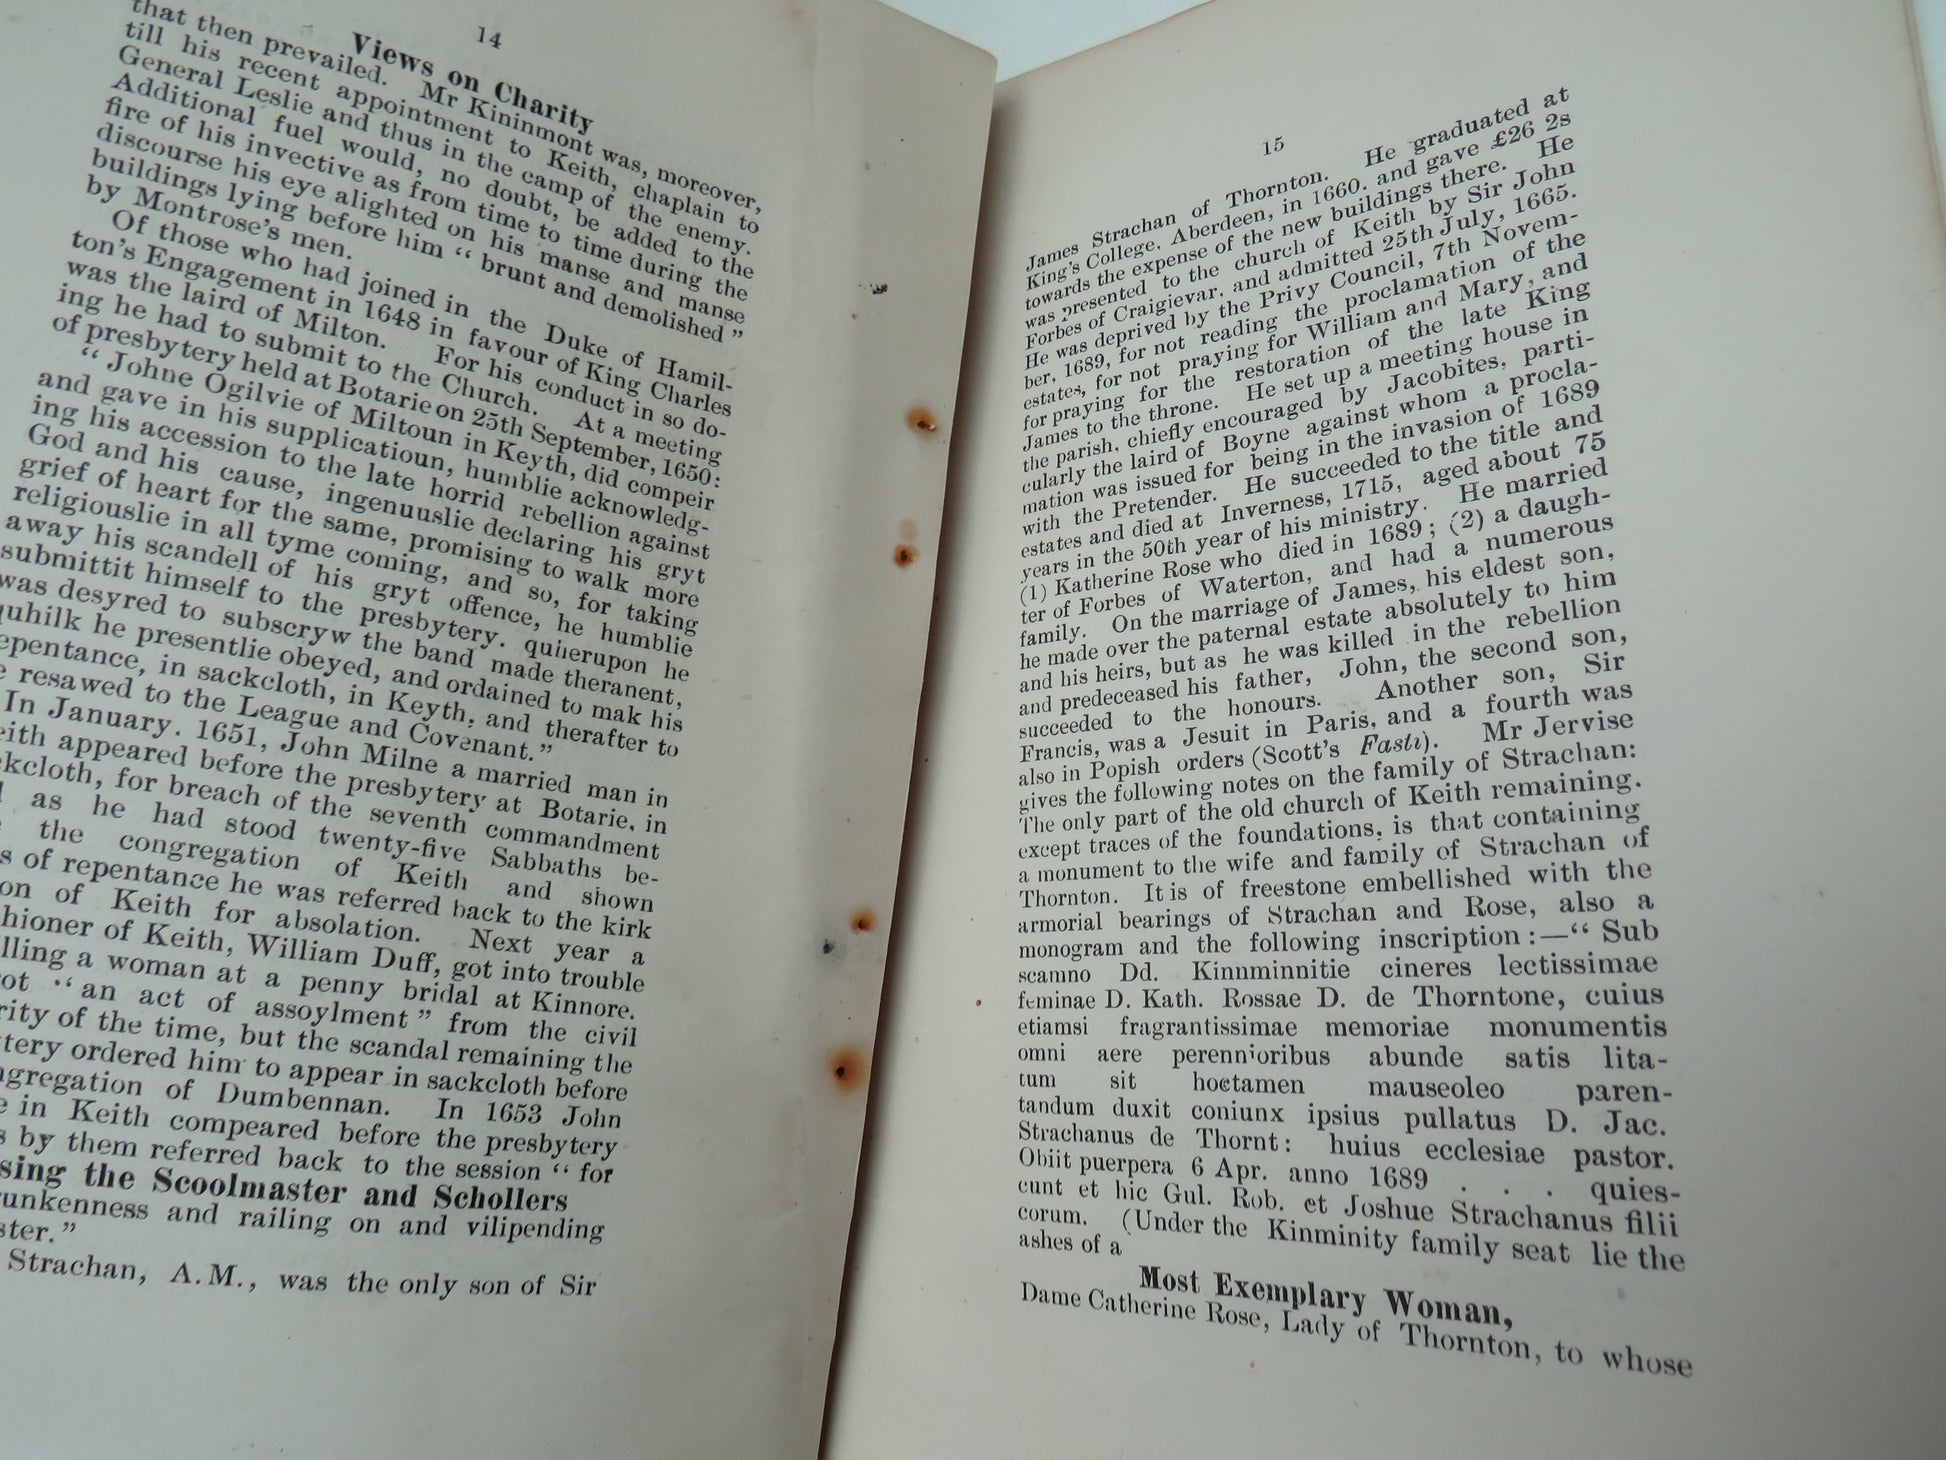 14
Views on Charity
that then prevailed. Mr Kininmont was, moreover,
till his recent appointment to Keith, chaplain to
General Leslie and thus in the camp of the enemy.
Additional fuel would, no doubt, be added to the
fire of his invective as from time to time during the
discourse his eye alighted on his manse and manse
buildings lying before him “ brunt and demolished ”
by Montrose's men.
Of those who had joined in the Duke of Hamil-
ton's Engagement in 1648 in favour of King Charles
was the laird of Milton. For his conduct in so do-
ing he had to submit to the Church. At a meeting
of presbytery held at Botarie on 25th September, 1650:
“ Johne Ogilvie of Miltoun in Keyth, did compeir
and gave in his supplicatioun, humblie acknowledg-
ing his accession to the late horrid rebellion against
God and his cause, ingenuuslie declaring his gryt
grief of heart for the same, promising to walk more
religiouslie in all tyme coming, and so, for taking
away his scandell of his gryt offence, he humblie
submittit himself to the presbytery. quherupon he
was desyred to subscryw the band made theranent,
quhilk he presentlie obeyed, and ordained to mak his
epentance, in sackcloth, in Keyth, and therafter to
e resawed to the League and Covenant.”
In January. 1651, John Milne a married man in
eith appeared before the presbytery at Botarie, in
ckcloth, for breach of the seventh commandment
as he had stood twenty-five Sabbaths be-
the congregation of Keith and shown
s of repentance he was referred back to the kirk
on of Keith for absolation. Next year a
hioner of Keith, William Duff, got into trouble
lling a woman at a penny bridal at Kinnore.
ot “an act of assoylment” from the civil
rity of the time, but the scandal remaining the
tery ordered him to appear in sackcloth before
ngregation of Dumbennan. In 1653 John
e in Keith compeared before the presbytery
s by them referred back to the session “ for
sing the Scoolmaster and Schollers
unkenness and railing on and vilipending
ster.”
Strachan, A.M., was the only son of Sir
15
James Strachan of Thornton. He graduated at
King's College, Aberdeen, in 1660. and gave £26 2s
towards the expense of the new buildings there. He
was presented to the church of Keith by Sir John
Forbes of Craigievar, and admitted 25th July, 1665.
He was deprived by the Privy Council, 7th Novem-
ber, 1689, for not reading the proclamation of the
estates, for not praying for William and Mary, and
for praying for the restoration of the late King
James to the throne. He set up a meeting house in
the parish, chiefly encouraged by Jacobites, parti-
cularly the laird of Boyne against whom a procla-
mation was issued for being in the invasion of 1689
with the Pretender. He succeeded to the title and
estates and died at Inverness, 1715, aged about 75
years in the 50th year of his ministry. He married
(1) Katherine Rose who died in 1689 ; (2) a daugh-
ter of Forbes of Waterton, and had a numerous
family. On the marriage of James, his eldest son,
he made over the paternal estate absolutely to him
and his heirs, but as he was killed in the rebellion
and predeceased his father, John, the second son,
succeeded to the honours. Another son, Sir
Francis, was a Jesuit in Paris, and a fourth was
also in Popish orders (Scott's Fasti). Mr Jervise
gives the following notes on the family of Strachan:
The only part of the old church of Keith remaining.
except traces of the foundations, is that containing
a monument to the wife and family of Strachan of
Thornton. It is of freestone embellished with the
armorial bearings of Strachan and Rose, also a
monogram and the following inscription :—“ Sub
scamno Dd. Kinnminnitie cineres lectissimae
feminae D. Kath. Rossae D. de Thorntone, cuius
etiamsi fragrantissimae memoriae monumentis
omni aere perennioribus abunde satis lita-
tum sit hoctamen mauseoleo paren-
tandum duxit coniunx ipsius pullatus D. Jac.
Strachanus de Thornt : huius ecclesiae pastor.
Obiit puerpera 6 Apr. anno 1689 . . . quies-
cunt et hic Gul. Rob. et Joshue Strachanus filii
corum. (Under the Kinminity family seat lie the
ashes of a
Most Exemplary Woman,
Dame Catherine Rose, Lady of Thornton, to whose